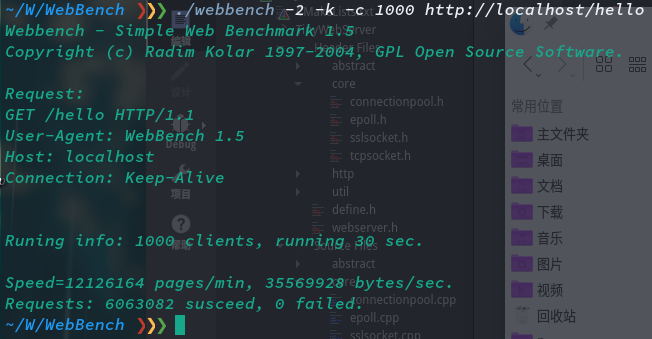 ~/W/WebBench ❯❯❯ ./webbench -2 -k -c 1000 http://localhost/hello
Webbench - Simple Web Benchmark 1.5
Copyright (c) Radim Kolar 1997-2004, GPL Open Source Software.
Request:
GET /hello HTTP/1.1
User-Agent: WebBench 1.5
Host: localhost
Connection: Keep-Alive
Runing info: 1000 clients, running 30 sec.
Speed=12126164 pages/min, 35569928 bytes/sec.
Requests: 6063082 susceed, 0 failed.
~/W/WebBench ❯❯❯
编辑
设计
Debug
项目
帮助
Header Files
abstract
core
connectionpool.h
epoll.h
sslsocket.h
tcpsocket.h
http
util
define.h
webserver.h
Source Files
abstract
core
connectionpool.cpp
epoll.cpp
sslsocket.cpp
常用位置
主文件夹
桌面
文档
下载
音乐
图片
视频
回收站